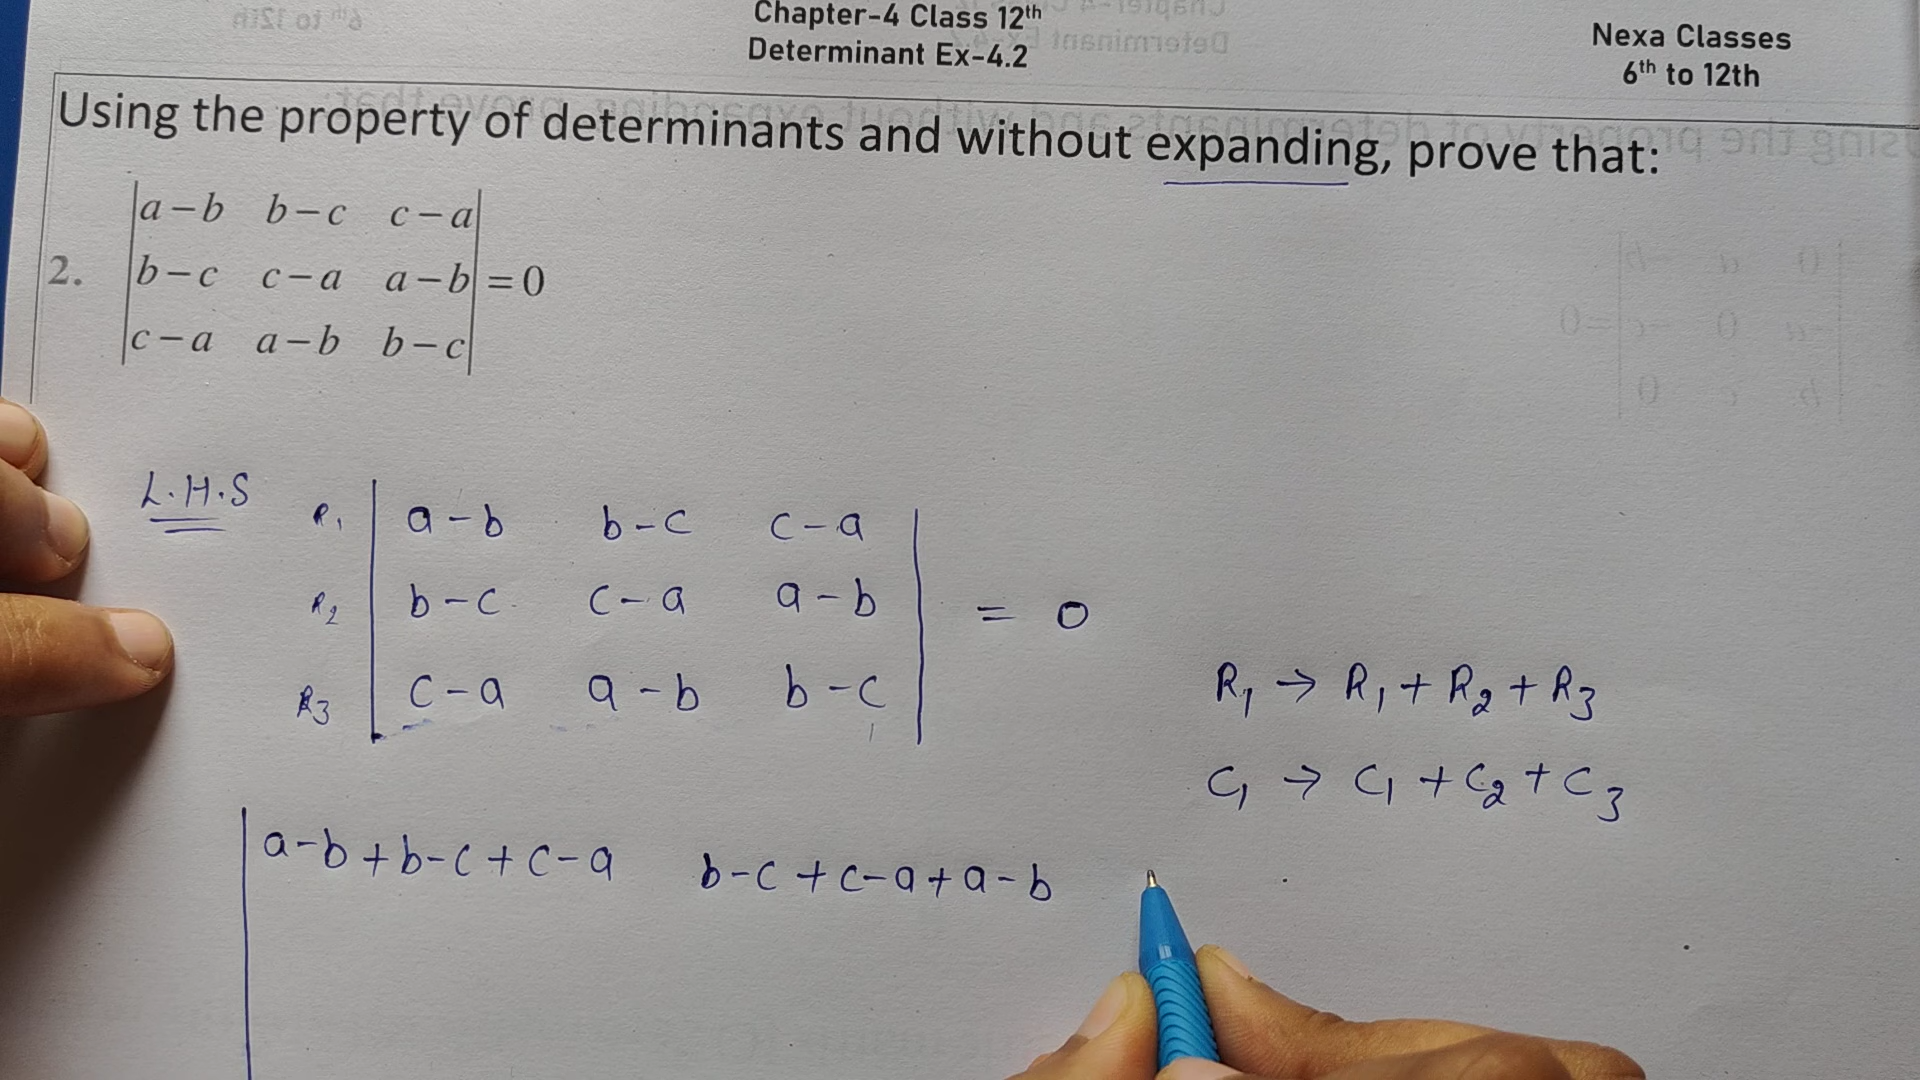 Chapter-4 Class 12th
Determinant Ex-4.2
Nexa Classes
6th to 12th
Using the property of determinants and without expanding, prove that:
a-b b-c c-a
2. b-c c-a a-b =0
c-a a-b b-c
L.H.S R1 a-b b-c c-a
R2 b-c c-a a-b = 0
R3 c-a a-b b-c
R1 → R1 + R2 + R3
C1 → C1 + C2 + C3
a-b+b-c+c-a b-c+c-a+a-b